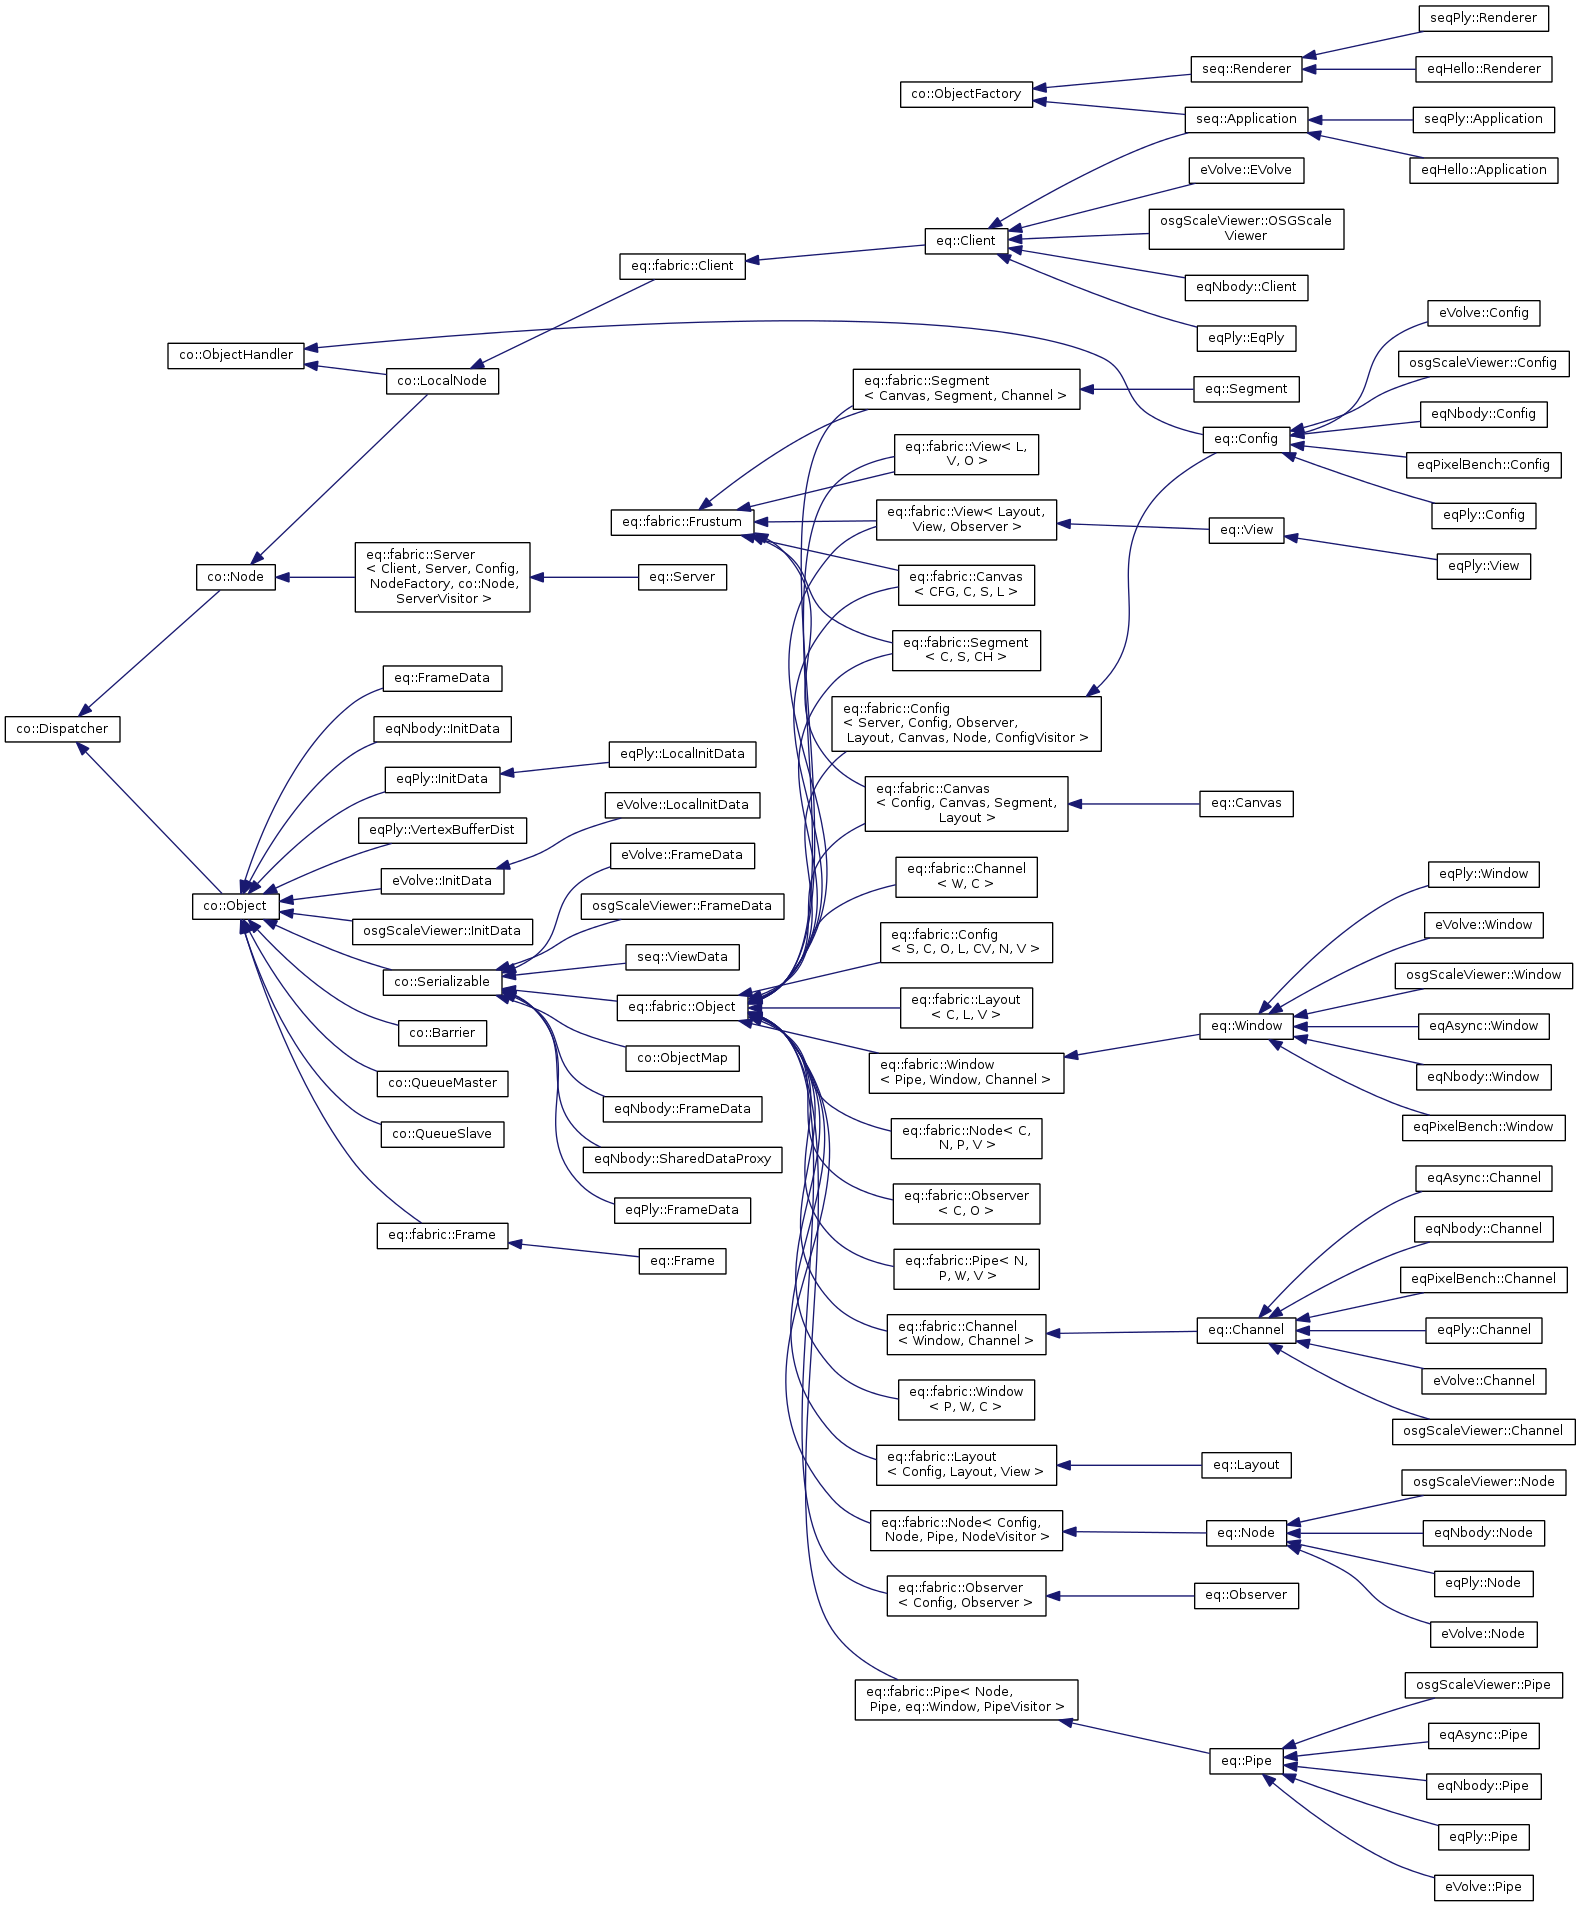 seqPly::Renderer
seq::Renderer
eqHello::Renderer
co::ObjectFactory
seq::Application
seqPly::Application
eqHello::Application
eVolve::EVolve
osgScaleViewer::OSGScale
Viewer
eq::Client
eq::fabric::Client
eqNbody::Client
eqPly::EqPly
co::ObjectHandler
co::LocalNode
eVolve::Config
osgScaleViewer::Config
eqNbody::Config
eq::Config
eqPixelBench::Config
eqPly::Config
eq::fabric::Segment
< Canvas, Segment, Channel >
eq::Segment
eq::fabric::View< L,
V, O >
eq::fabric::Frustum
eq::fabric::View< Layout,
View, Observer >
eq::View
eqPly::View
co::Node
eq::fabric::Server
< Client, Server, Config,
NodeFactory, co::Node,
ServerVisitor >
eq::Server
eq::fabric::Canvas
< CFG, C, S, L >
eq::fabric::Segment
< C, S, CH >
eq::FrameData
co::Dispatcher
eqNbody::InitData
eq::fabric::Config
< Server, Config, Observer,
Layout, Canvas, Node, ConfigVisitor >
eqPly::InitData
eqPly::LocalInitData
eq::fabric::Canvas
< Config, Canvas, Segment,
Layout >
eq::Canvas
eVolve::LocalInitData
eqPly::VertexBufferDist
eVolve::FrameData
eVolve::InitData
eq::fabric::Channel
< W, C >
co::Object
osgScaleViewer::FrameData
osgScaleViewer::InitData
eq::fabric::Config
< S, C, O, L, CV, N, V >
seq::ViewData
co::Serializable
eq::fabric::Object
eq::fabric::Layout
< C, L, V >
co::Barrier
co::ObjectMap
eq::fabric::Window
< Pipe, Window, Channel >
co::QueueMaster
eqNbody::FrameData
co::QueueSlave
eqNbody::SharedDataProxy
eqPly::FrameData
eq::fabric::Frame
eq::Frame
eqPly::Window
eVolve::Window
osgScaleViewer::Window
eq::Window
eqAsync::Window
eqNbody::Window
eqPixelBench::Window
eq::fabric::Node< C,
N, P, V >
eq::fabric::Observer
< C, O >
eq::fabric::Pipe< N,
P, W, V >
eq::fabric::Channel
< Window, Channel >
eqAsync::Channel
eqNbody::Channel
eqPixelBench::Channel
eq::Channel
eqPly::Channel
eVolve::Channel
osgScaleViewer::Channel
eq::fabric::Window
< P, W, C >
eq::fabric::Layout
< Config, Layout, View >
eq::Layout
osgScaleViewer::Node
eq::fabric::Node< Config,
Node, Pipe, NodeVisitor >
eq::Node
eqNbody::Node
eqPly::Node
eVolve::Node
eq::fabric::Observer
< Config, Observer >
eq::Observer
eq::fabric::Pipe< Node,
Pipe, eq::Window, PipeVisitor >
osgScaleViewer::Pipe
eqAsync::Pipe
eq::Pipe
eqNbody::Pipe
eqPly::Pipe
eVolve::Pipe